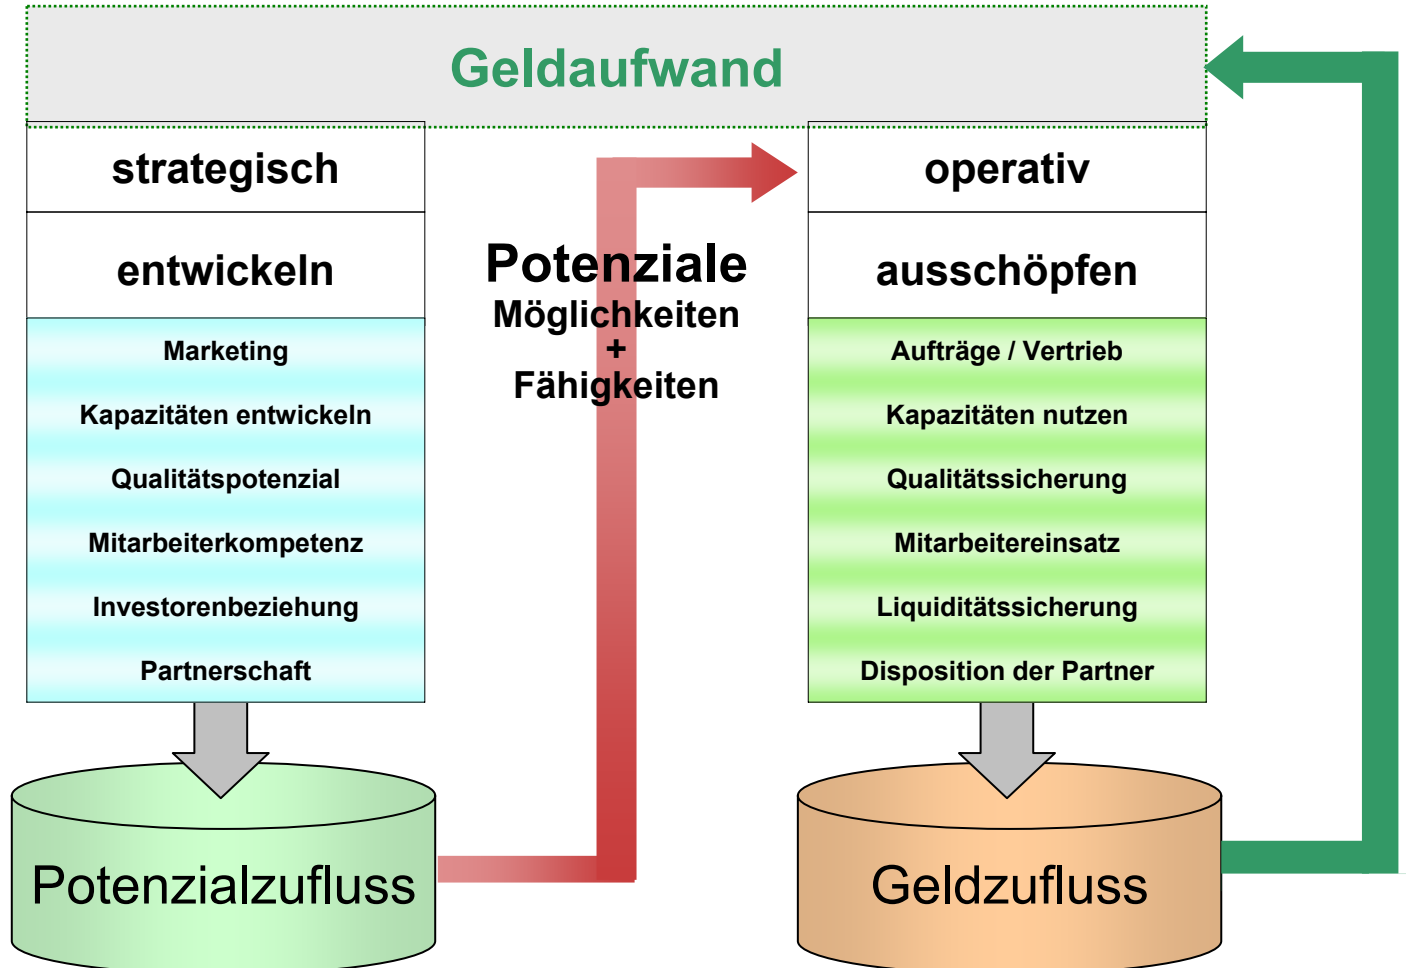 Geldaufwand
strategisch
entwickeln
Marketing
Kapazitäten entwickeln
Qualitätspotenzial
Mitarbeiterkompetenz
Investorenbeziehung
Partnerschaft
Potenzialzufluss
Potenziale
Möglichkeiten
+
Fähigkeiten
operativ
ausschöpfen
Aufträge / Vertrieb
Kapazitäten nutzen
Qualitätssicherung
Mitarbeitereinsatz
Liquiditätssicherung
Disposition der Partner
Geldzufluss